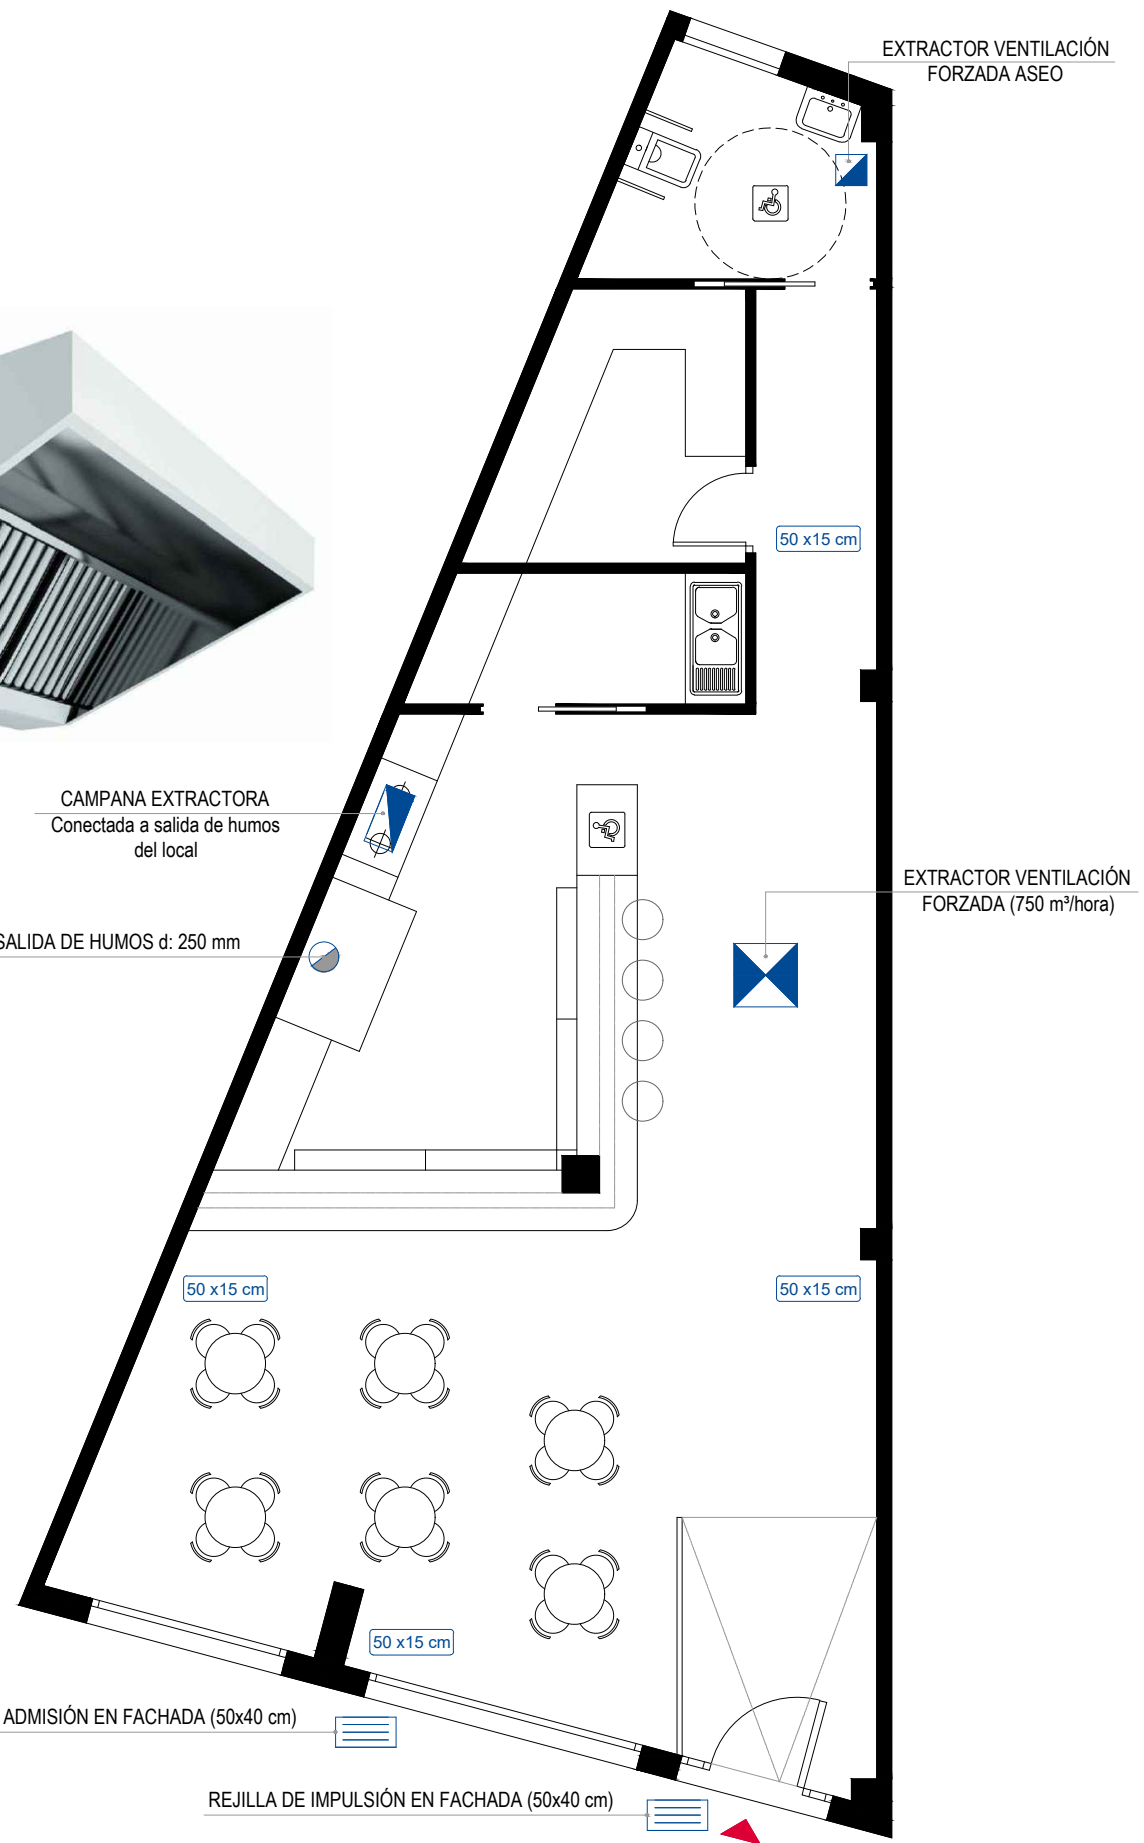 EXTRACTOR VENTILACIÓN
FORZADA ASEO
50 x15 cm
CAMPANA EXTRACTORA
Conectada a salida de humos
del local
EXTRACTOR VENTILACIÓN
FORZADA (750 m³/hora)
SALIDA DE HUMOS d: 250 mm
50 x15 cm
50 x15 cm
50 x15 cm
ADMISIÓN EN FACHADA (50x40 cm)
REJILLA DE IMPULSIÓN EN FACHADA (50x40 cm)